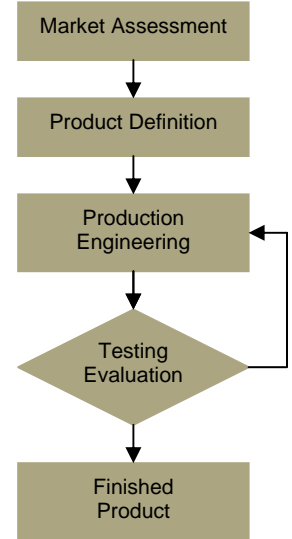 Market Assessment
Product Definition
Production
Engineering
Testing
Evaluation
Finished
Product